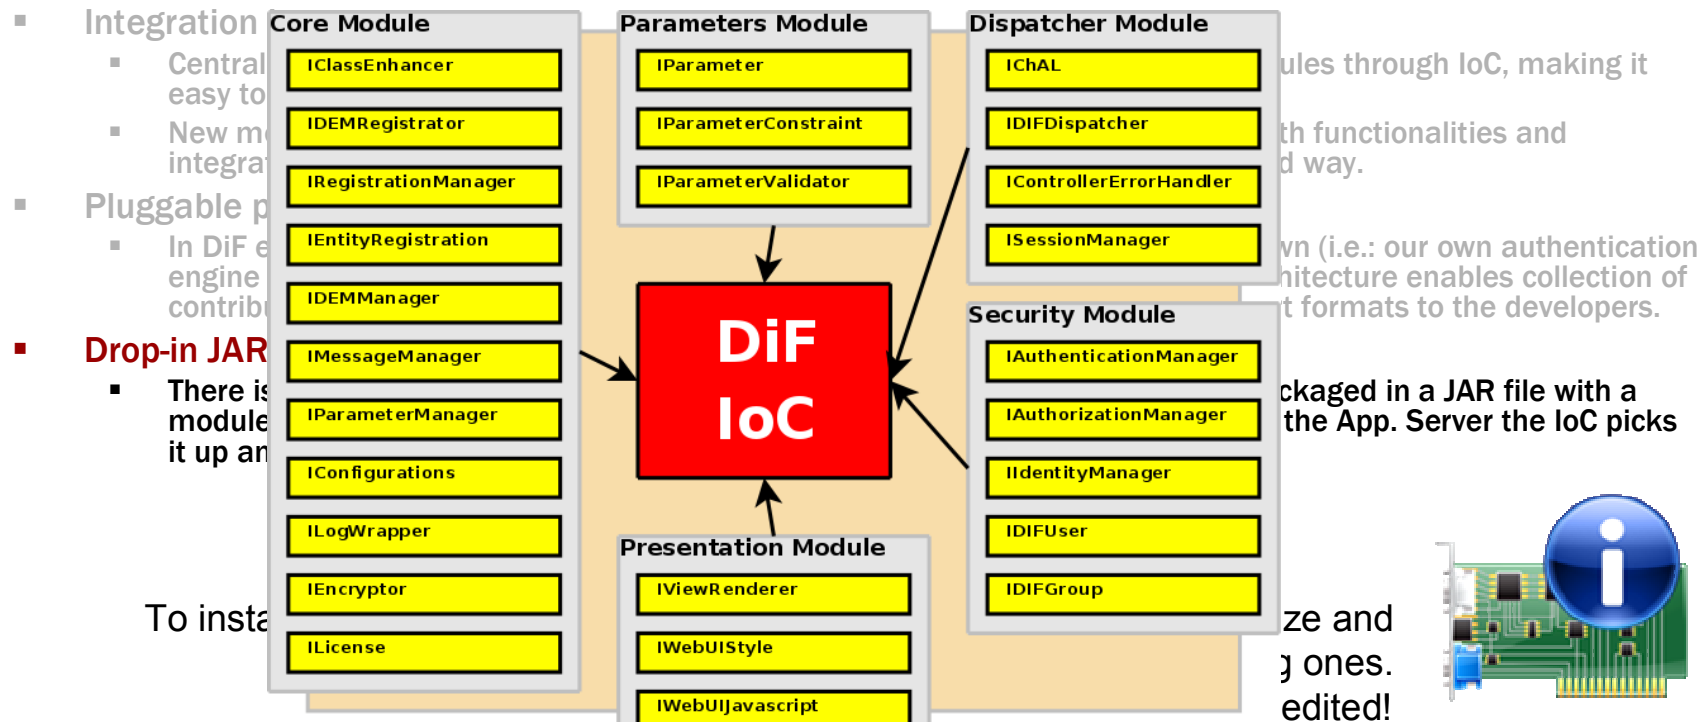 Integration
Central
easy to
New
integra
Pluggable p
In DiF
engine
contrib
Drop-in JAR
There is
module
it up an
To insta
ules through IoC, making it
th functionalities and
d way.
wn (i.e.: our own authentication
hitecture enables collection of
t formats to the developers.
ckaged in a JAR file with a
the App. Server the IoC picks
ze and
g ones.
edited!
Core Module
IClassEnhancer
IDEMRegistrator
IRegistrationManager
IEntityRegistration
IDEMManager
IMessageManager
IParameterManager
IConfigurations
ILogWrapper
IEncryptor
ILicense
Parameters Module
IParameter
IParameterConstraint
IParameterValidator
DiF
IoC
Presentation Module
IViewRenderer
IWebUIStyle
IWebUIJavascript
Dispatcher Module
IChAL
IDIFDispatcher
IControllerErrorHandler
ISessionManager
Security Module
IAuthenticationManager
IAuthorizationManager
IIdentityManager
IDIFUser
IDIFGroup